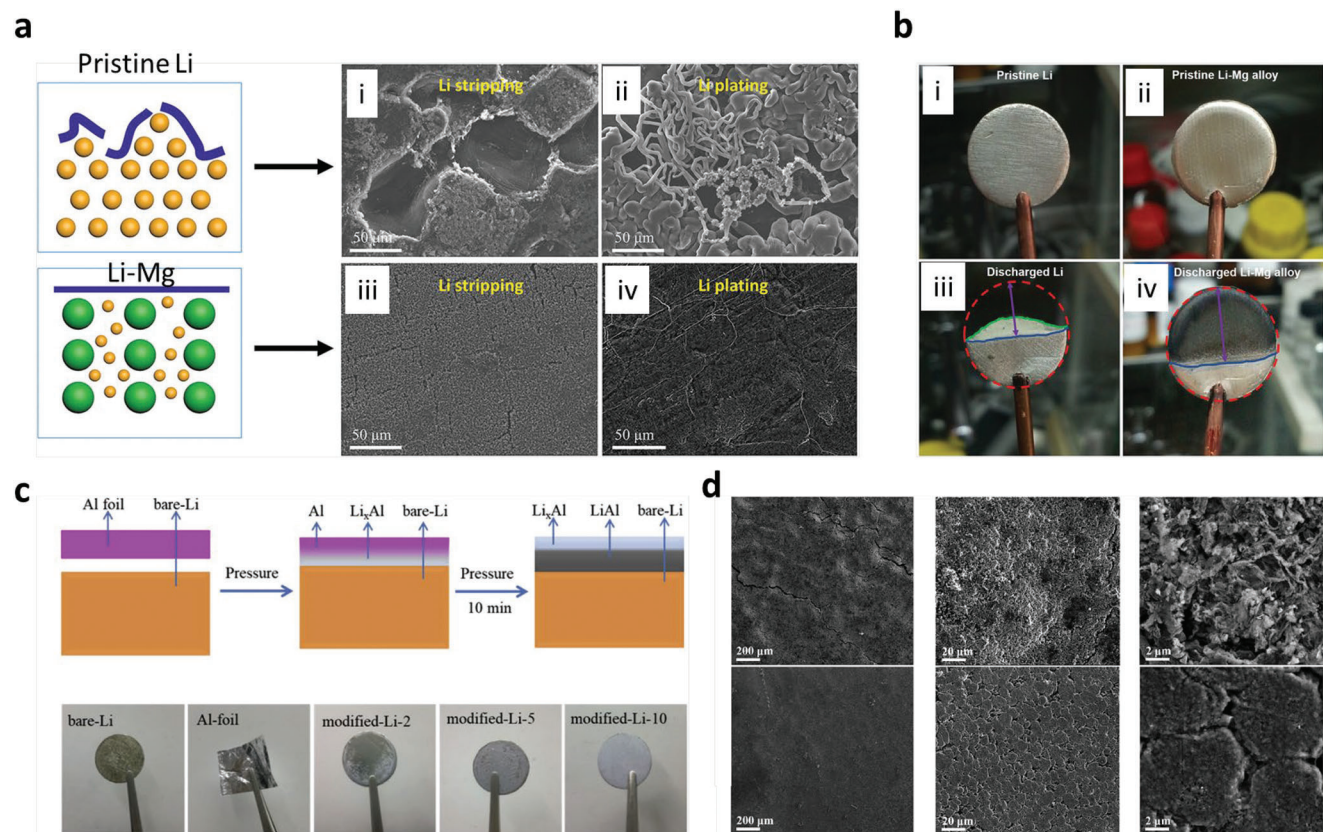 a
Pristine Li
i
Li stripping
ii
Li plating
50 µm
50 µm
Li-Mg
iii
Li stripping
iv
Li plating
50 µm
50 µm
b
i
Pristine Li
ii
Pristine Li-Mg alloy
iii
Discharged Li
iv
Discharged Li-Mg alloy
c
Al foil
bare-Li
Pressure
Al
LiₓAl
bare-Li
Pressure
10 min
LiₓAl
LiAl
bare-Li
bare-Li
Al-foil
modified-Li-2
modified-Li-5
modified-Li-10
d
200 µm
20 µm
2 µm
200 µm
20 µm
2 µm